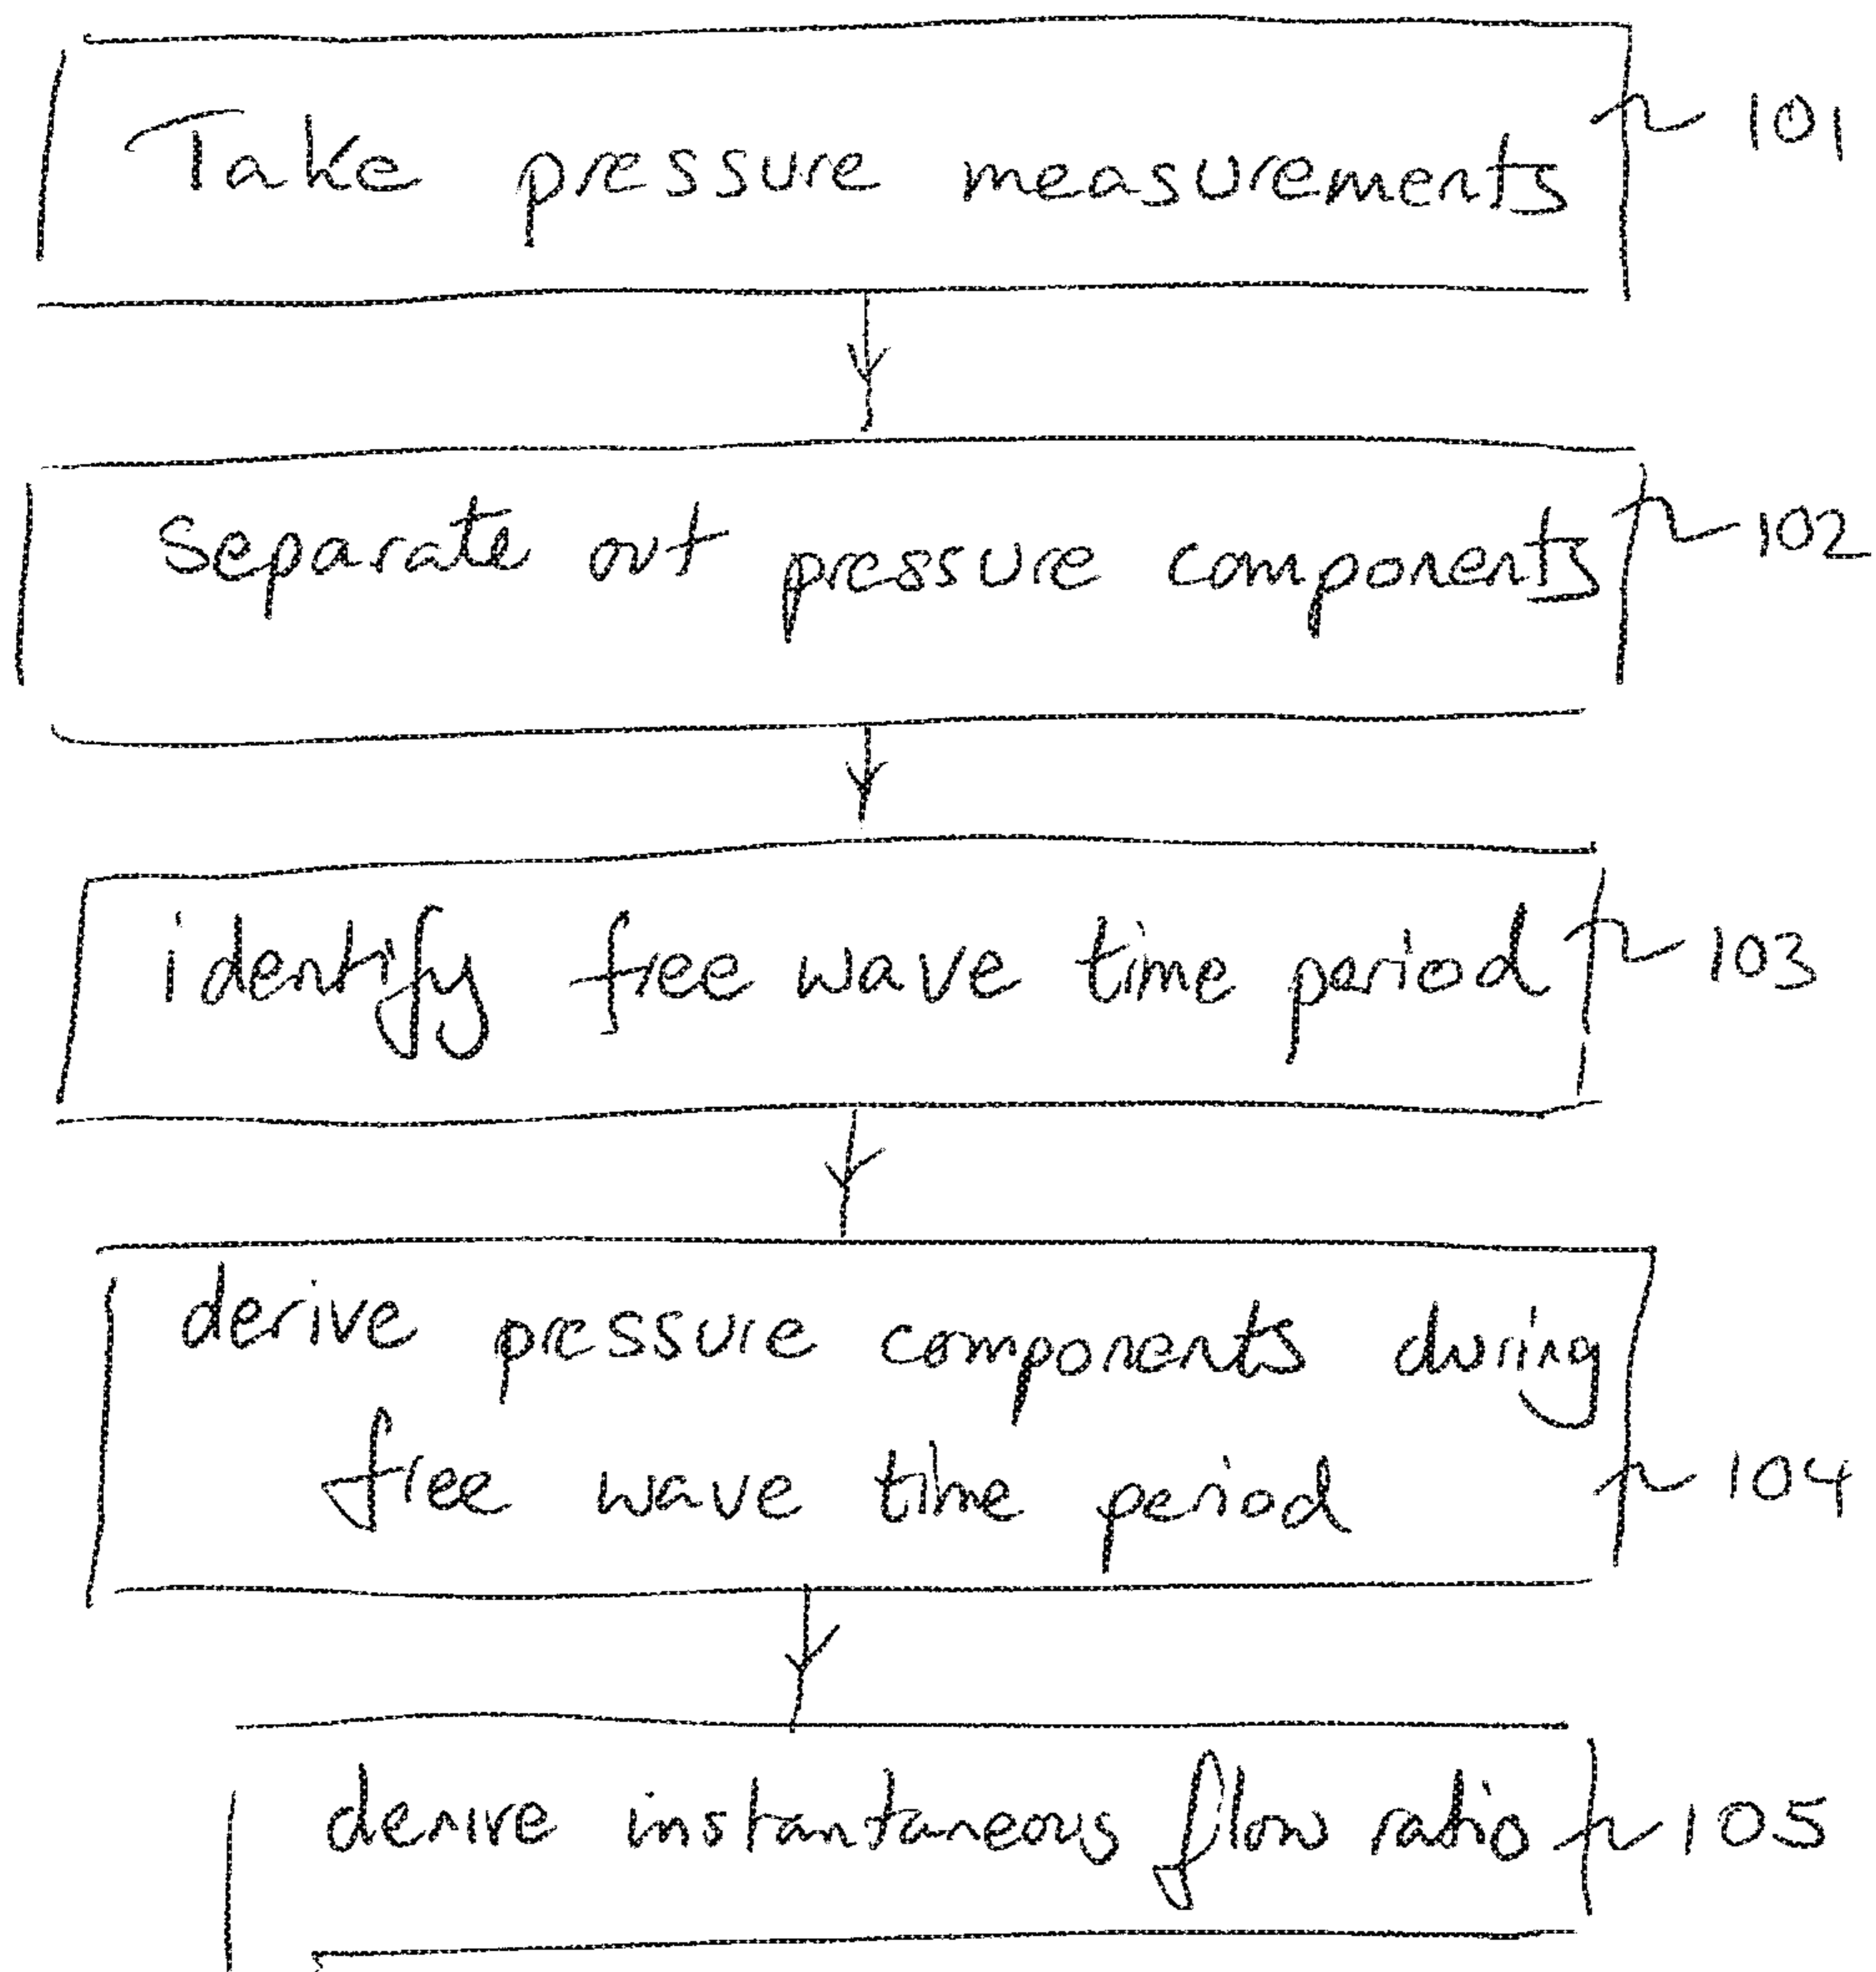 Take pressure measurements 101
Separate out pressure components 102
identify free wave time period 103
derive pressure components during
free wave time period 104
derive instantaneous flow ratio 105